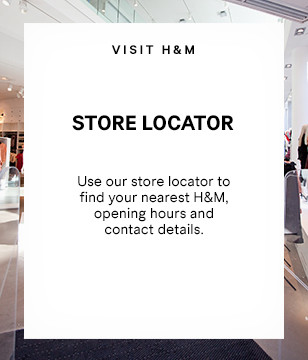 VISIT H&M
STORE LOCATOR
Use our store locator to
find your nearest H&M,
opening hours and
contact details.